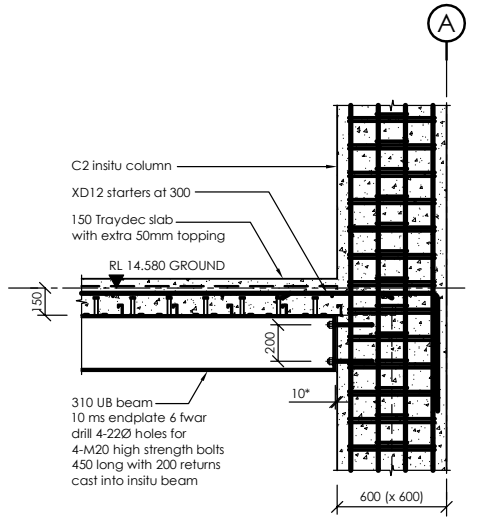 A
C2 insitu column
XD12 starters at 300
150 Traydec slab
with extra 50mm topping
RL 14.580 GROUND
150
200
10*
310 UB beam
10 ms endplate 6 fwar
drill 4-22Ø holes for
4-M20 high strength bolts
450 long with 200 returns
cast into insitu beam
600 (x 600)